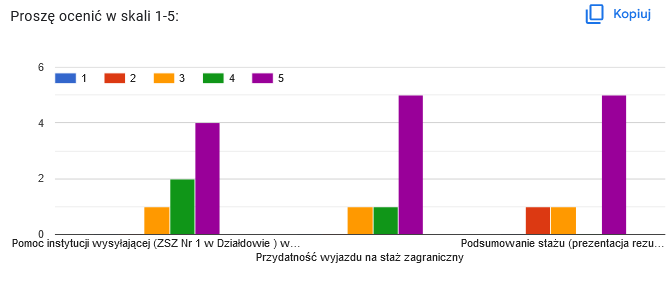 Proszę ocenić w skali 1-5:
Kopiuj
6
1 2 3 4 5
4
2
0
Pomoc instytucji wysyłającej (ZSZ Nr 1 w Działdowie ) w...
Podsumowanie stażu (prezentacja rezu...
Przydatność wyjazdu na staż zagraniczny